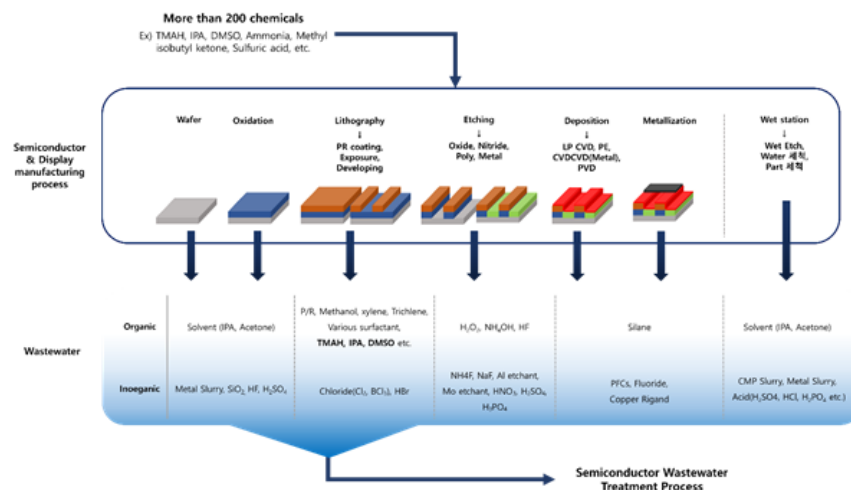 More than 200 chemicals
Ex) TMAH, IPA, DMSO, Ammonia, Methyl
isobutyl ketone, Sulfuric acid, etc.
Semiconductor
& Display
manufacturing
process
Wafer
Oxidation
Lithography
↓
PR coating,
Exposure,
Developing
Etching
↓
Oxide, Nitride,
Poly, Metal
Deposition
↓
LP CVD, PE,
CVDCVD(Metal),
PVD
Metallization
Wet station
↓
Wet Etch,
Water 세척,
Part 세척
Wastewater
Organic
Solvent (IPA, Acetone)
P/R, Methanol, xylene, Trichlene,
Various surfactant,
TMAH, IPA, DMSO etc.
H₂O₂, NH₄OH, HF
Silane
Solvent (IPA, Acetone)
Inoeganic
Metal Slurry, SiO₂, HF, H₂SO₄
Chloride(Cl₂, BCl₃), HBr
NH4F, NaF, Al etchant,
Mo etchant, HNO₃, H₂SO₄,
H₃PO₄
PFCs, Fluoride,
Copper Rigand
CMP Slurry, Metal Slurry,
Acid(H₂SO4, HCl, H₃PO₄ etc.)
Semiconductor Wastewater
Treatment Process